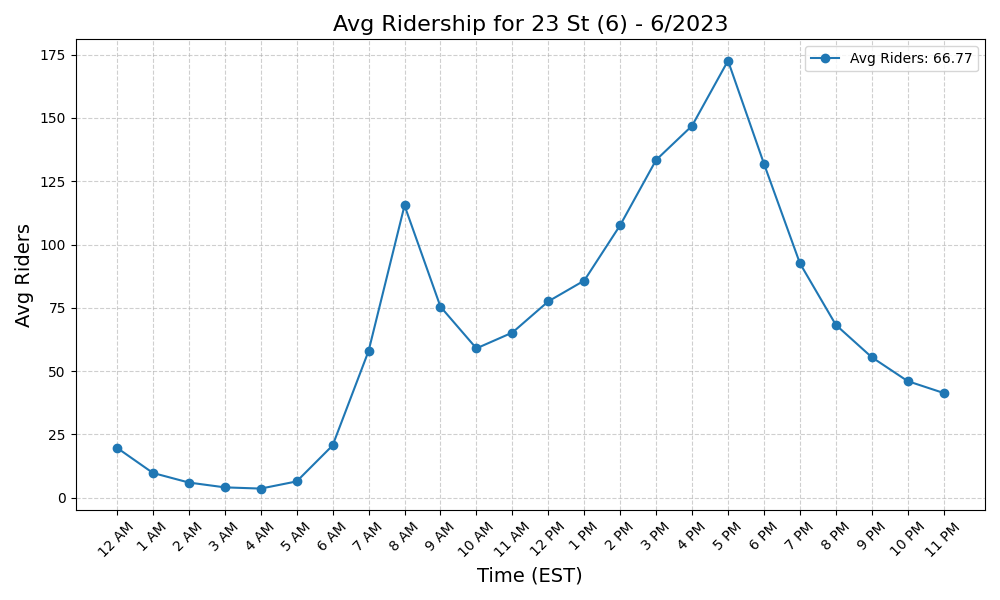 Avg Ridership for 23 St (6) - 6/2023
Avg Riders: 66.77
Avg Riders
175
150
125
100
75
50
25
0
12 AM
1 AM
2 AM
3 AM
4 AM
5 AM
6 AM
7 AM
8 AM
9 AM
10 AM
11 AM
12 PM
1 PM
2 PM
3 PM
4 PM
5 PM
6 PM
7 PM
8 PM
9 PM
10 PM
11 PM
Time (EST)